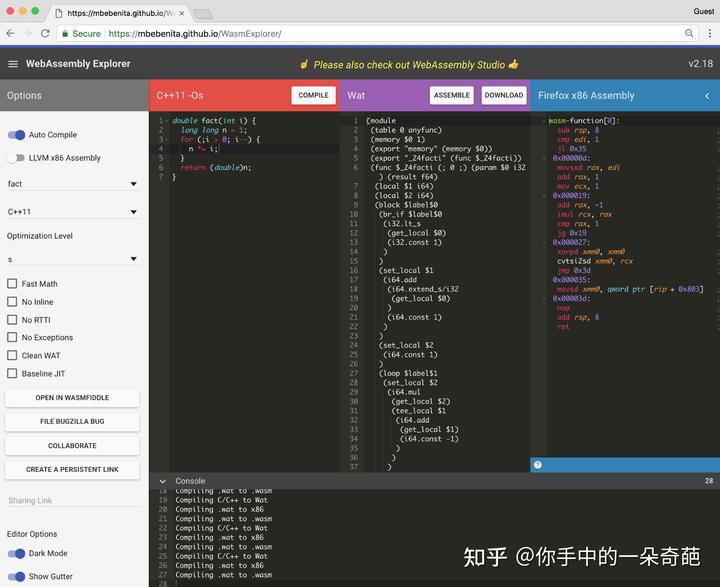 https://mbebenita.github.io/Wa
Guest
Secure
https://mbebenita.github.io/WasmExplorer/
WebAssembly Explorer
☝ Please also check out WebAssembly Studio 👍
v2.18
Options
Auto Compile
LLVM x86 Assembly
fact
C++11
Optimization Level
s
Fast Math
No Inline
No RTTI
No Exceptions
Clean WAT
Baseline JIT
OPEN IN WASMFIDDLE
FILE BUGZILLA BUG
COLLABORATE
CREATE A PERSISTENT LINK
Sharing Link
Editor Options
Dark Mode
Show Gutter
C++11 -Os
COMPILE
1 double fact(int i) {
2 long long n = 1;
3 for (;i > 0; i--) {
4 n *= i;
5 }
6 return (double)n;
7 }
Wat
ASSEMBLE
DOWNLOAD
1 (module
2 (table 0 anyfunc)
3 (memory $0 1)
4 (export "memory" (memory $0))
5 (export "_Z4facti" (func $_Z4facti))
6 (func $_Z4facti (; 0 ;) (param $0 i32
) (result f64)
7 (local $1 i64)
8 (local $2 i64)
9 (block $label$0
10 (br_if $label$0
11 (i32.lt_s
12 (get_local $0)
13 (i32.const 1)
14 )
15 )
16 (set_local $1
17 (i64.add
18 (i64.extend_s/i32
19 (get_local $0)
20 )
21 (i64.const 1)
22 )
23 )
24 (set_local $2
25 (i64.const 1)
26 )
27 (loop $label$1
28 (set_local $2
29 (i64.mul
30 (get_local $2)
31 (tee_local $1
32 (i64.add
33 (get_local $1)
34 (i64.const -1)
35 )
36 )
37 )
Firefox x86 Assembly
wasm-function[0]:
sub rsp, 8
cmp edi, 1
jl 0x35
0x00000d:
movsxd rax, edi
add rax, 1
mov ecx, 1
0x000019:
add rax, -1
imul rcx, rax
cmp rax, 1
jg 0x19
0x000027:
xorpd xmm0, xmm0
cvtsi2sd xmm0, rcx
jmp 0x3d
0x000035:
movsd xmm0, qword ptr [rip + 0x803]
0x00003d:
nop
add rsp, 8
ret
Console
28
18 Compiling .wat to .wasm
19 Compiling C/C++ to Wat
20 Compiling .wat to x86
21 Compiling .wat to .wasm
22 Compiling C/C++ to Wat
23 Compiling .wat to x86
24 Compiling .wat to .wasm
25 Compiling C/C++ to Wat
26 Compiling .wat to x86
27 Compiling .wat to .wasm
28
知乎 @你手中的一朵奇葩